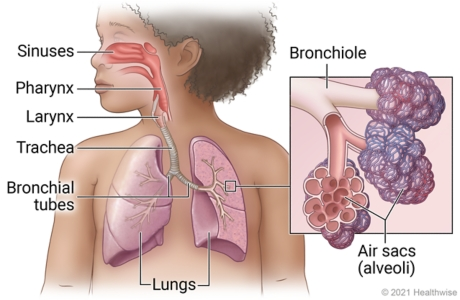 Sinuses
Pharynx
Larynx
Trachea
Bronchial
tubes
Lungs
Bronchiole
Air sacs
(alveoli)
© 2021 Healthwise